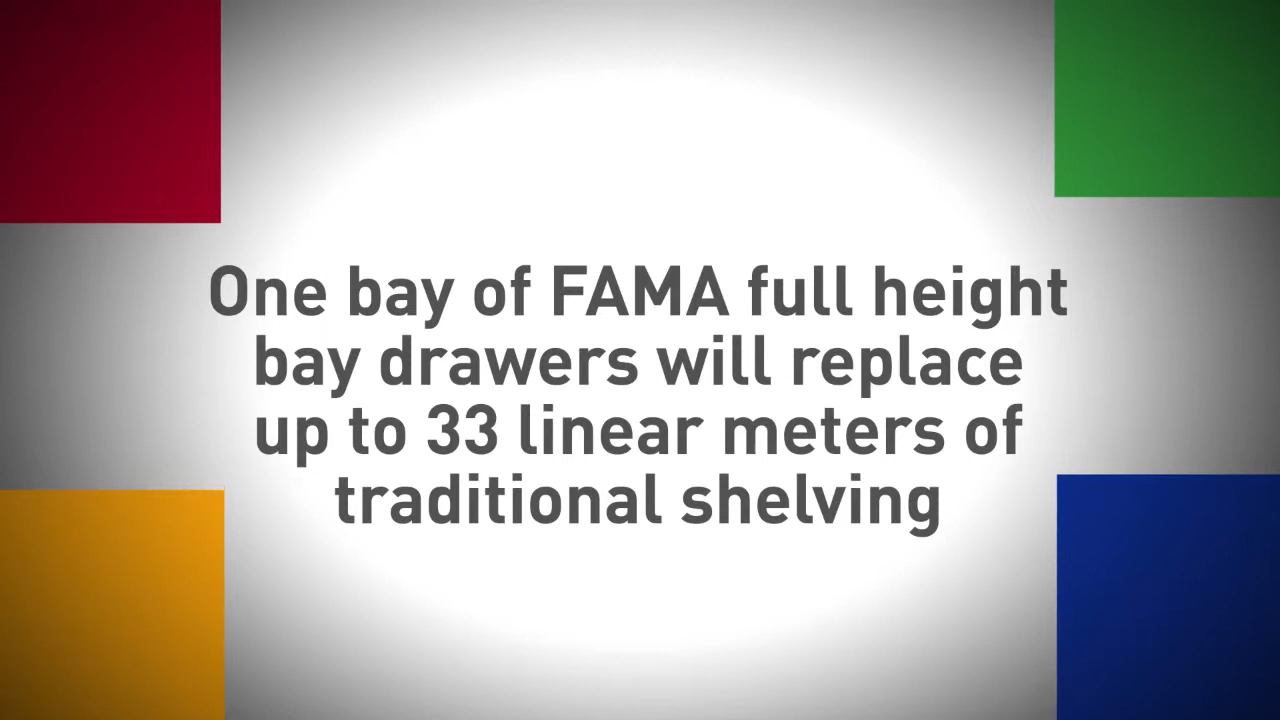 One bay of FAMA full height
bay drawers will replace
up to 33 linear meters of
traditional shelving